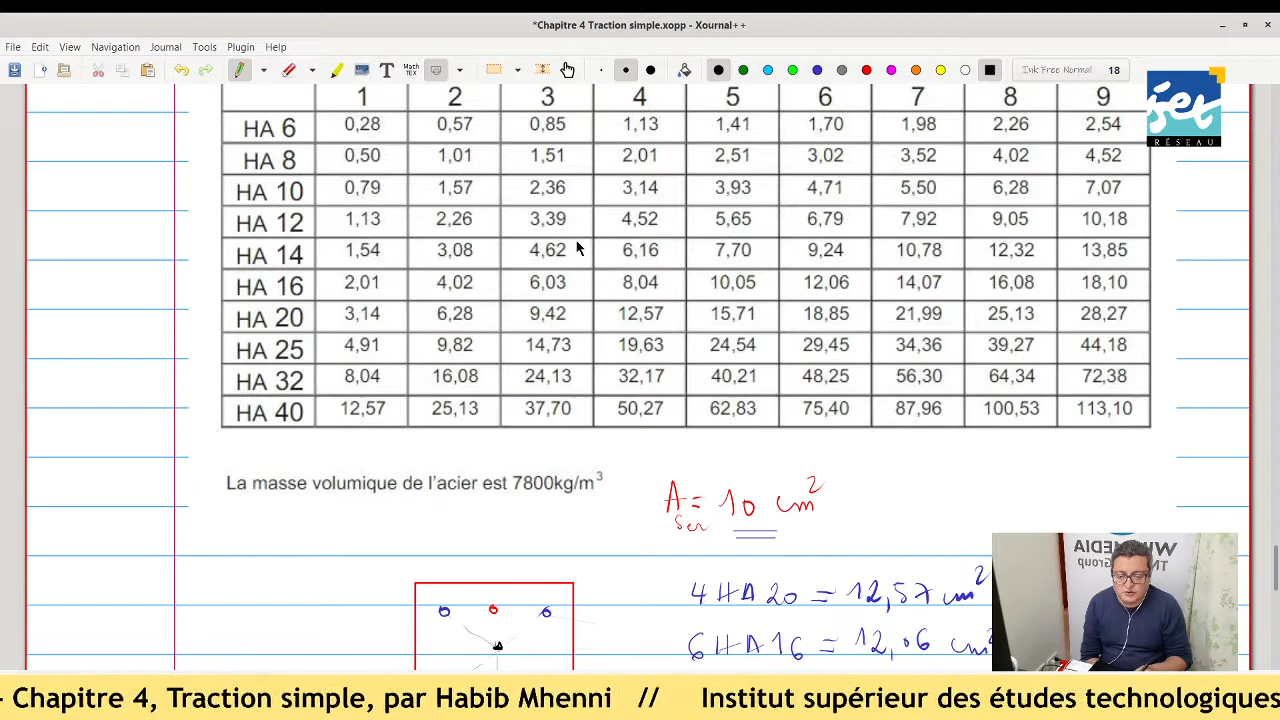 *Chapitre 4 Traction simple.xopp - Xournal++
File Edit View Navigation Journal Tools Plugin Help
T MATH TEX Ink Free Normal 18
iset
RÉSEAU
1 2 3 4 5 6 7 8 9
HA 6 0,28 0,57 0,85 1,13 1,41 1,70 1,98 2,26 2,54
HA 8 0,50 1,01 1,51 2,01 2,51 3,02 3,52 4,02 4,52
HA 10 0,79 1,57 2,36 3,14 3,93 4,71 5,50 6,28 7,07
HA 12 1,13 2,26 3,39 4,52 5,65 6,79 7,92 9,05 10,18
HA 14 1,54 3,08 4,62 6,16 7,70 9,24 10,78 12,32 13,85
HA 16 2,01 4,02 6,03 8,04 10,05 12,06 14,07 16,08 18,10
HA 20 3,14 6,28 9,42 12,57 15,71 18,85 21,99 25,13 28,27
HA 25 4,91 9,82 14,73 19,63 24,54 29,45 34,36 39,27 44,18
HA 32 8,04 16,08 24,13 32,17 40,21 48,25 56,30 64,34 72,38
HA 40 12,57 25,13 37,70 50,27 62,83 75,40 87,96 100,53 113,10
La masse volumique de l'acier est 7800kg/m³
A ser = 10 cm²
4HA20 = 12,57 cm²
6HA16 = 12,06 cm²
- Chapitre 4, Traction simple, par Habib Mhenni // Institut supérieur des études technologiques